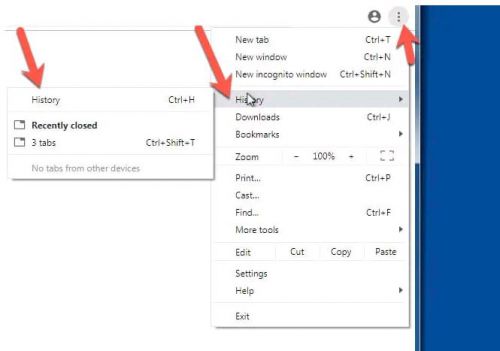 New tab Ctrl+T
New window Ctrl+N
New incognito window Ctrl+Shift+N
History
Downloads Ctrl+J
Bookmarks
Zoom - 100% +
Print... Ctrl+P
Cast...
Find... Ctrl+F
More tools
Edit Cut Copy Paste
Settings
Help
Exit
History Ctrl+H
Recently closed
3 tabs Ctrl+Shift+T
No tabs from other devices